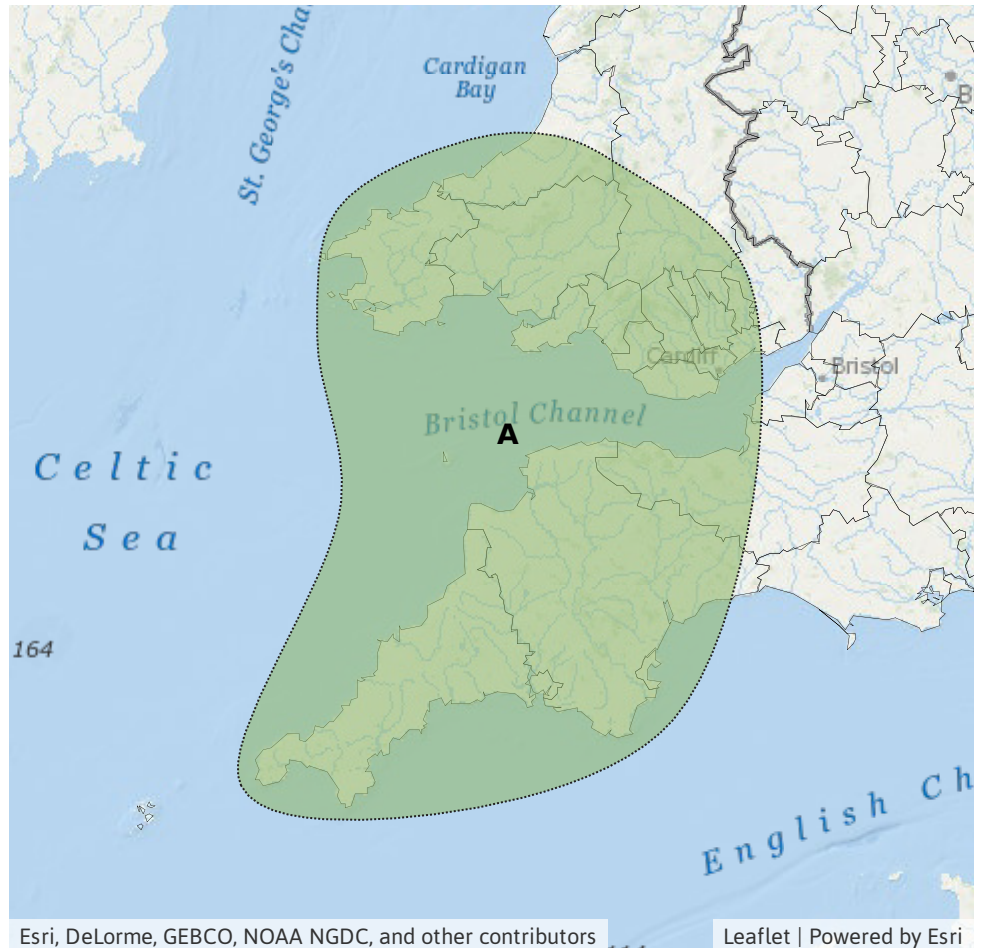 St. George's Cha
Cardigan
Bay
B
Cardiff
Bristol
Bristol Channel
A
Celtic
Sea
164
English Ch
Esri, DeLorme, GEBCO, NOAA NGDC, and other contributors
Leaflet | Powered by Esri